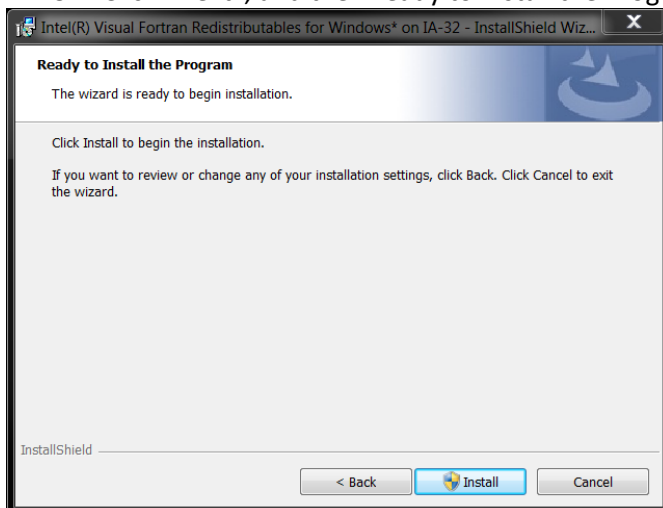 Intel(R) Visual Fortran Redistributables for Windows* on IA-32 - InstallShield Wiz...
Ready to Install the Program
The wizard is ready to begin installation.
Click Install to begin the installation.
If you want to review or change any of your installation settings, click Back. Click Cancel to exit
the wizard.
InstallShield
< Back
Install
Cancel